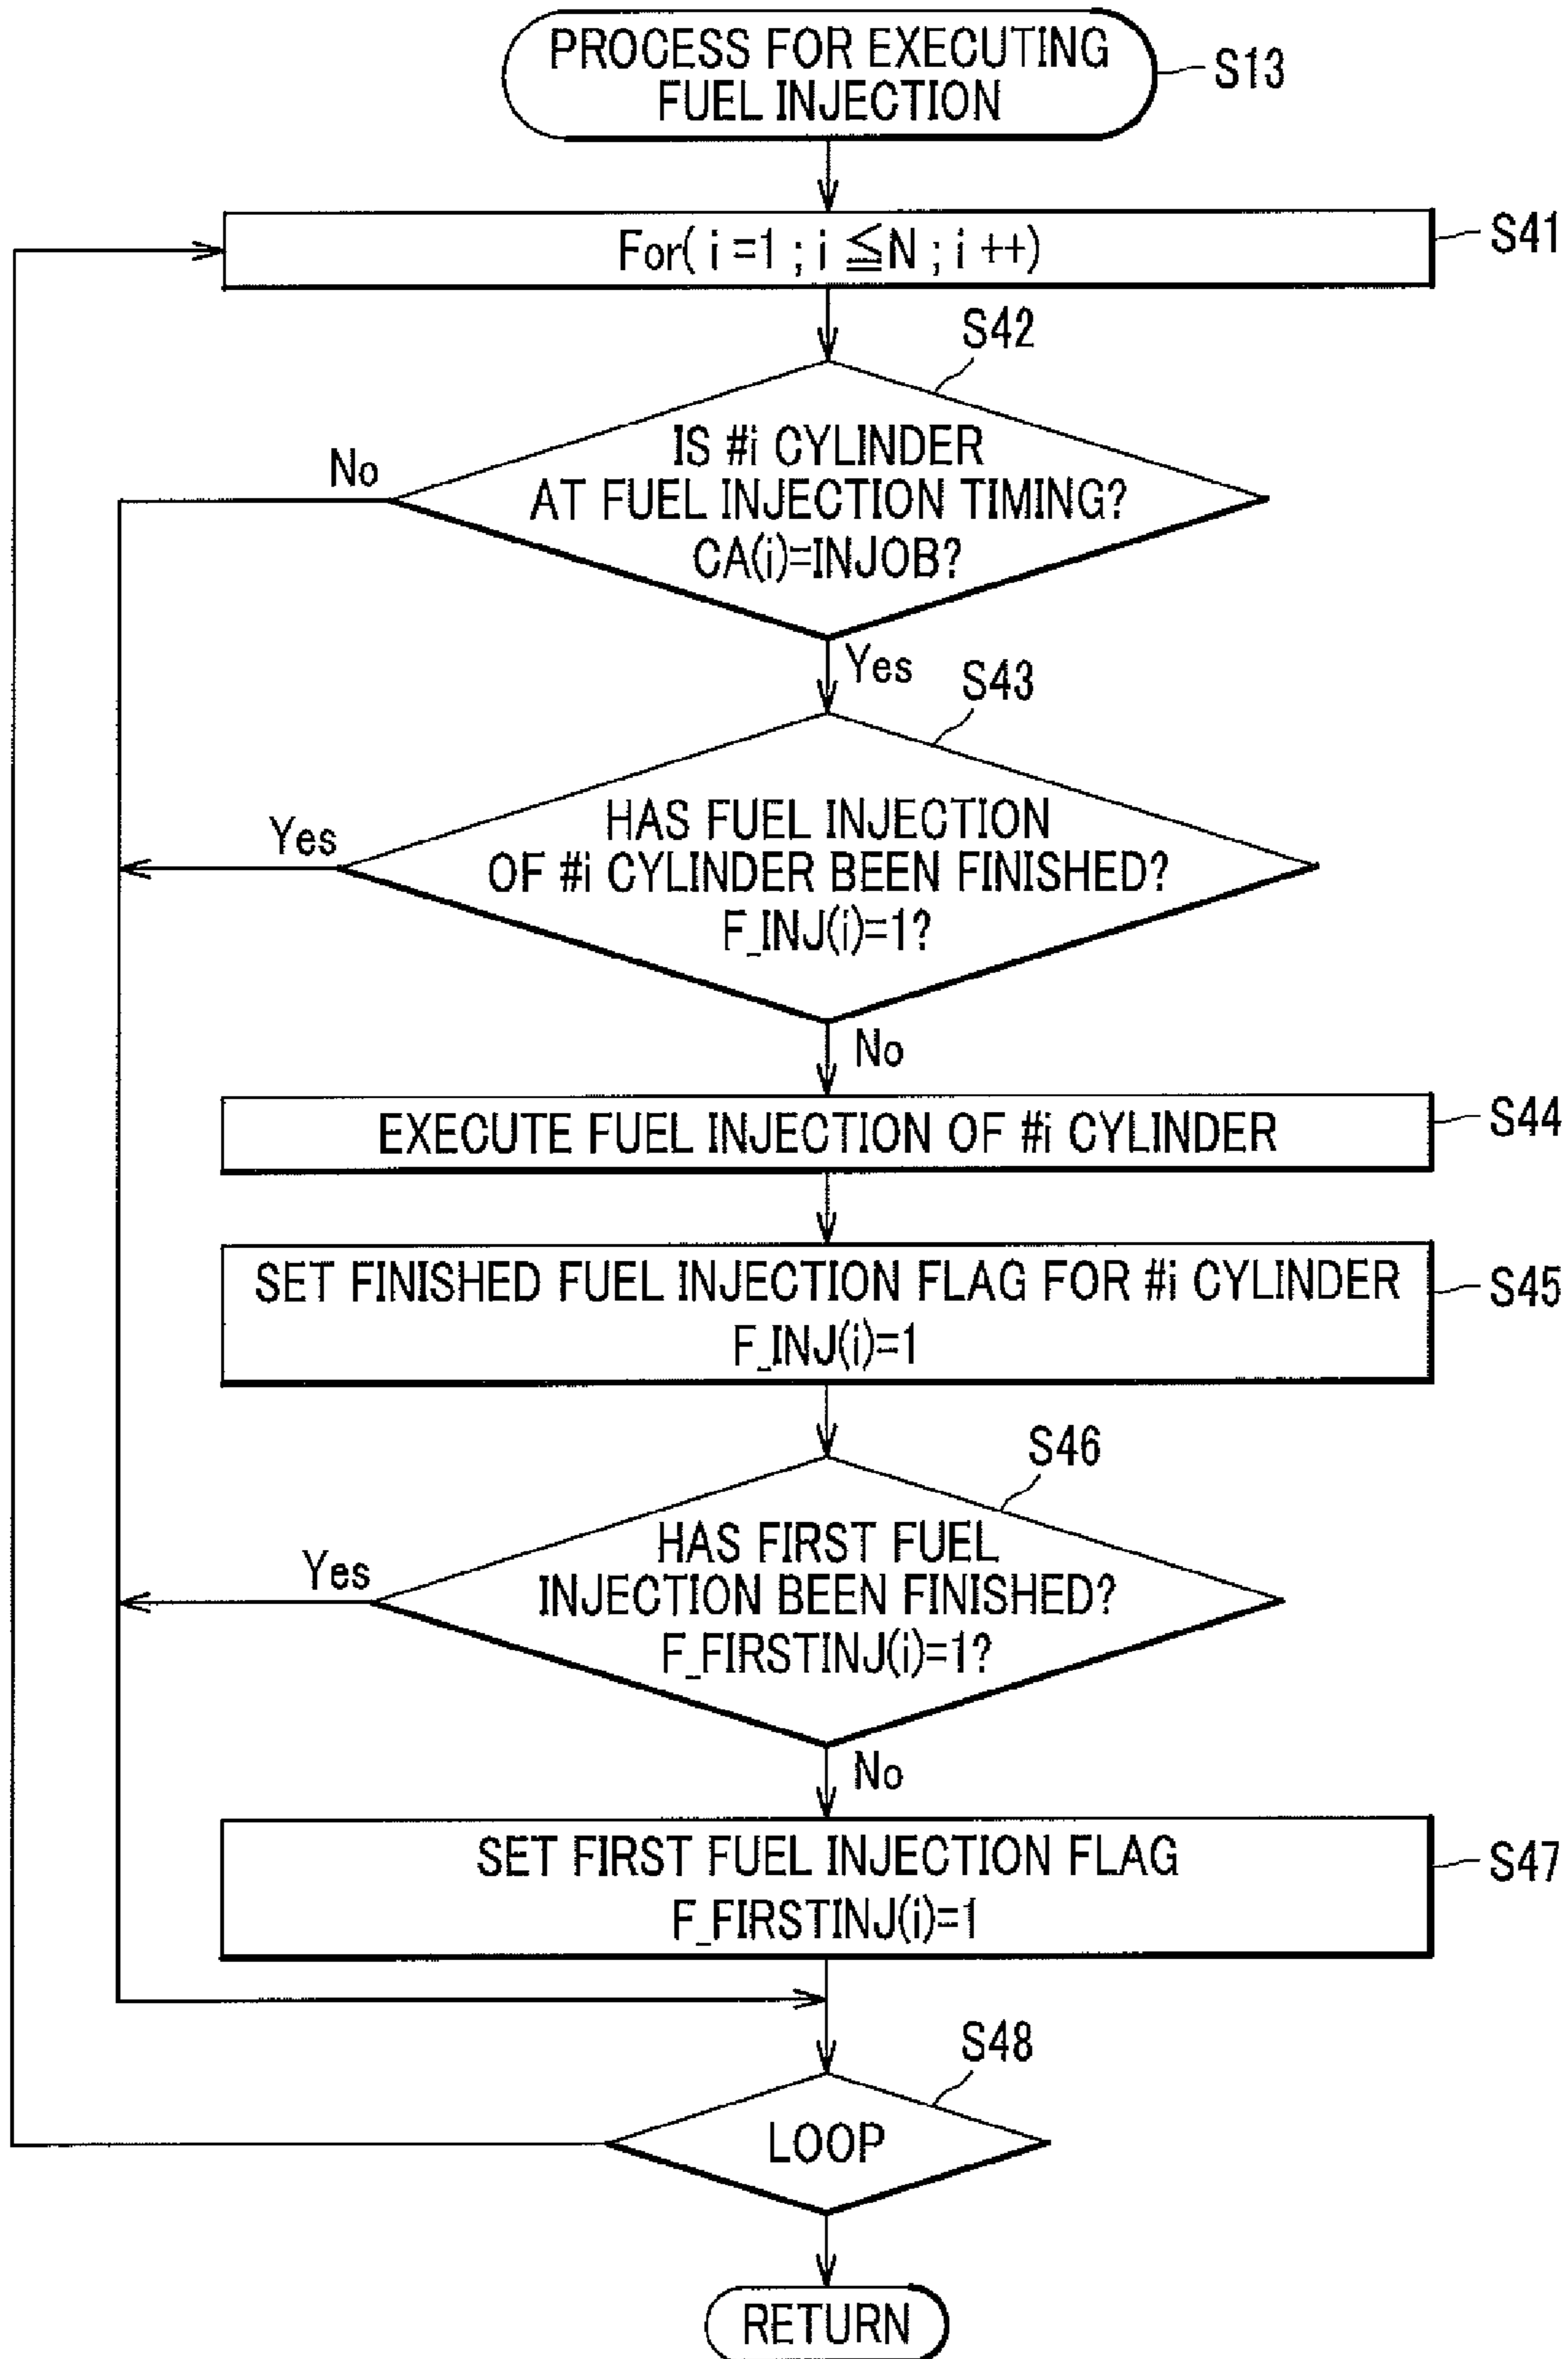 PROCESS FOR EXECUTING
FUEL INJECTION
S13
For( i =1 ; i ≦N ; i ++)
S41
S42
IS #i CYLINDER
AT FUEL INJECTION TIMING?
CA(i)=INJOB?
No
Yes
S43
HAS FUEL INJECTION
OF #i CYLINDER BEEN FINISHED?
F_INJ(i)=1?
Yes
No
EXECUTE FUEL INJECTION OF #i CYLINDER
S44
SET FINISHED FUEL INJECTION FLAG FOR #i CYLINDER
F_INJ(i)=1
S45
S46
HAS FIRST FUEL
INJECTION BEEN FINISHED?
F_FIRSTINJ(i)=1?
Yes
No
SET FIRST FUEL INJECTION FLAG
F_FIRSTINJ(i)=1
S47
S48
LOOP
RETURN